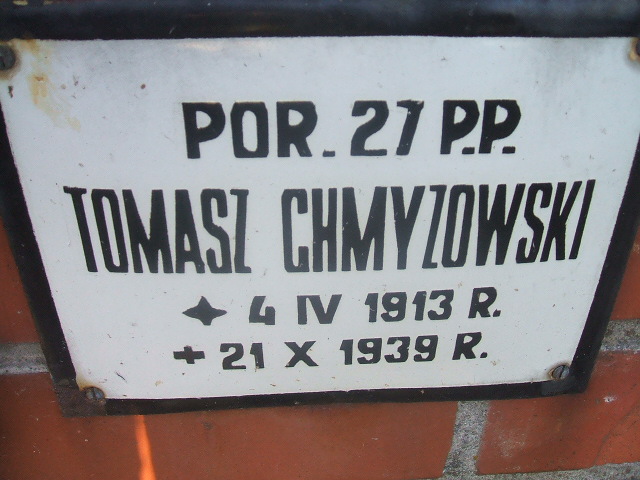 POR. 27 P.P.
TOMASZ CHMYZOWSKI
4 IV 1913 R.
+ 21 X 1939 R.